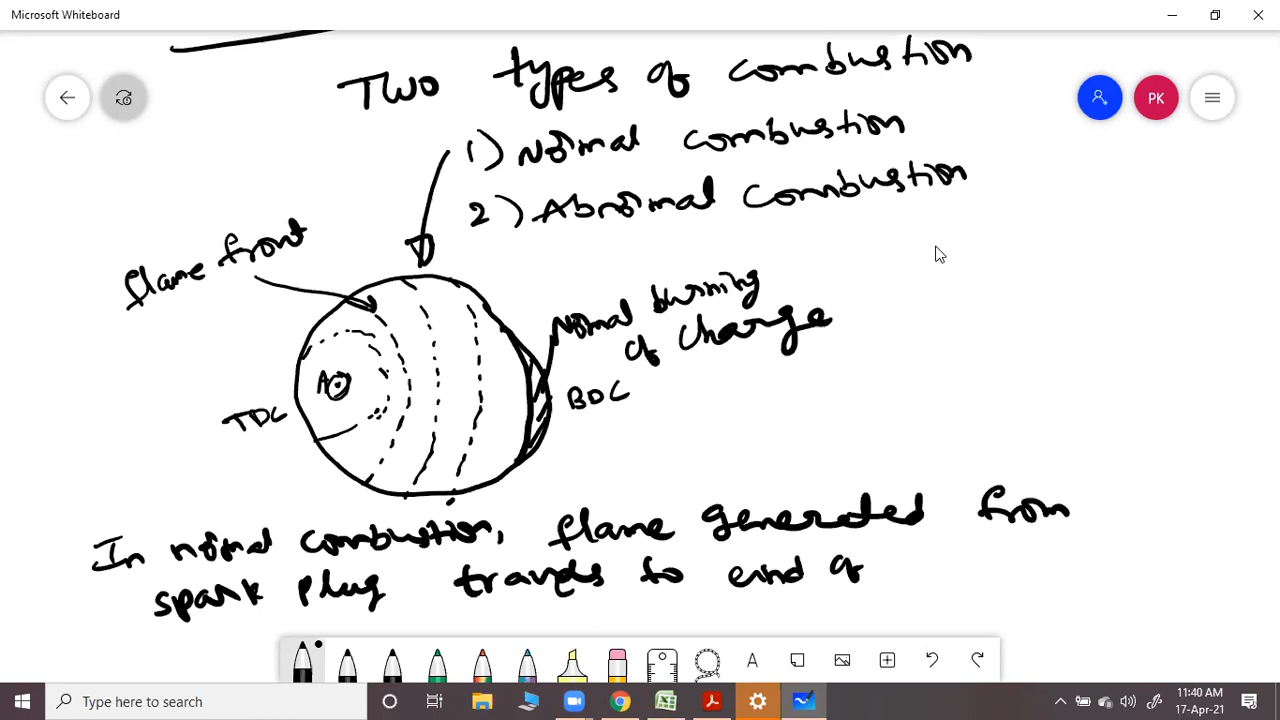 Microsoft Whiteboard
Two types of combustion
1) Normal combustion
2) Abnormal combustion
PK
flame front
Normal burning
of charge
A
TDC
BDC
In normal combustion, flame generated from
spark plug travels to end of
A
Type here to search
11:40 AM
17-Apr-21